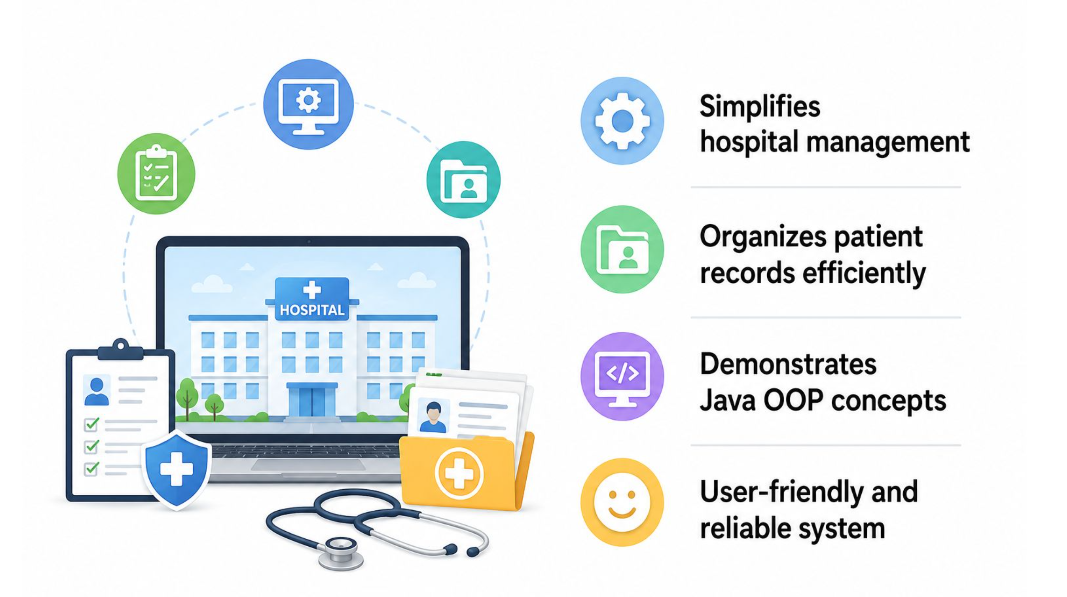 HOSPITAL
Simplifies
hospital management
Organizes patient
records efficiently
</>
Demonstrates
Java OOP concepts
User-friendly and
reliable system